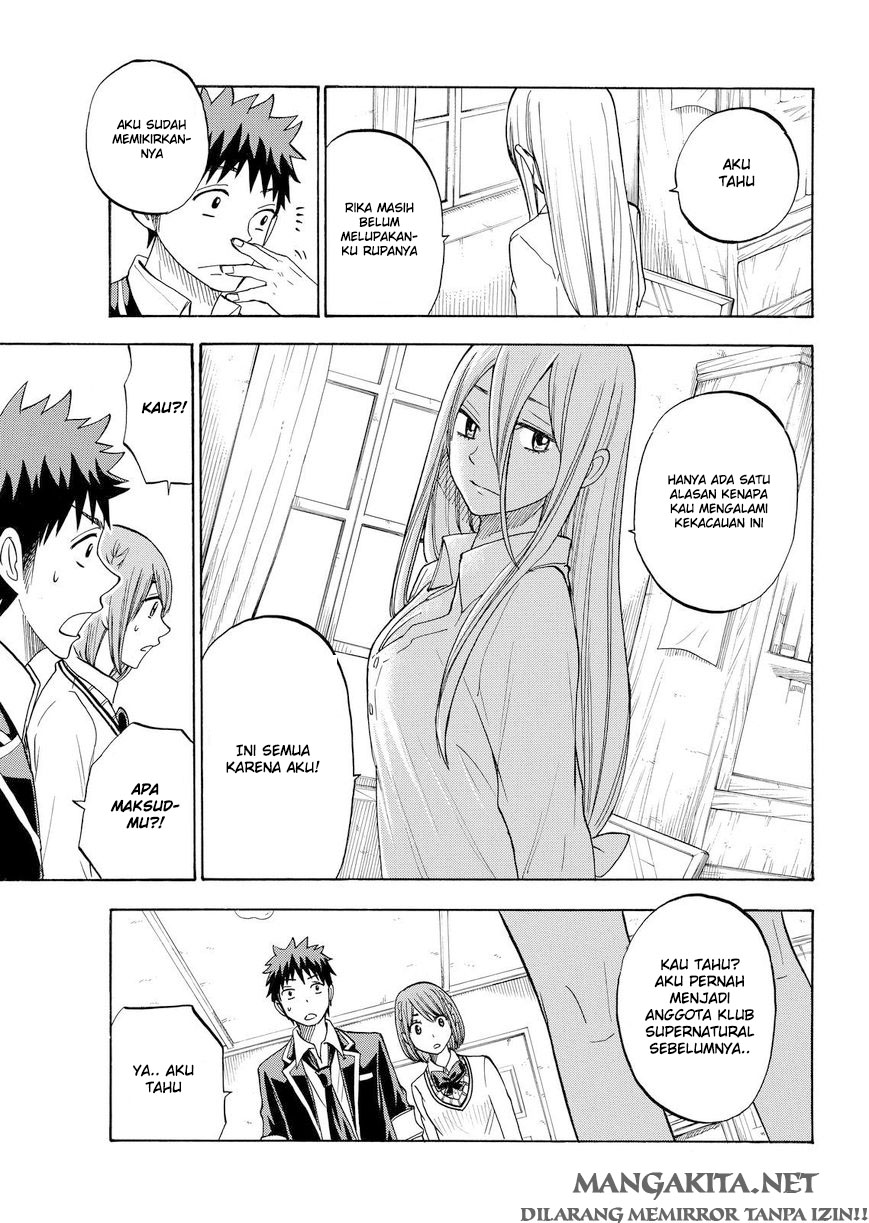 AKU
TAHU
RIKA MASIH
BELUM
MELUPAKAN-
KU RUPANYA
AKU SUDAH
MEMIKIRKAN-
NYA
HANYA ADA SATU
ALASAN KENAPA
KAU MENGALAMI
KEKACAUAN INI
INI SEMUA
KARENA AKU!
KAU?!
APA
MAKSUD-
MU?!
KAU TAHU?
AKU PERNAH
MENJADI
ANGGOTA KLUB
SUPERNATURAL
SEBELUMNYA..
YA.. AKU
TAHU
MANGAKITA.NET
DILARANG MEMIRROR TANPA IZIN!!